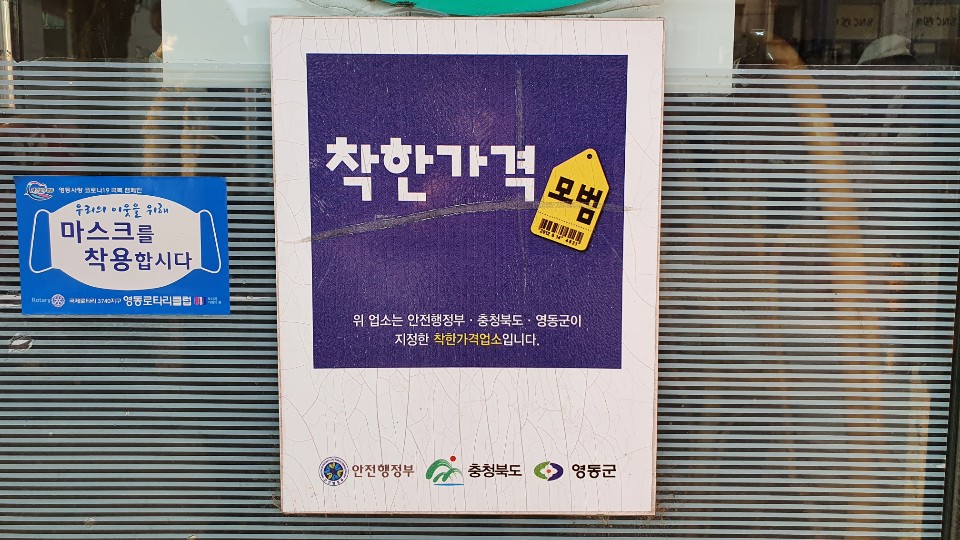 영동사랑 코로나19 극복 캠페인
우리의 이웃을 위해
마스크를
착용합시다
Rotary 국제로타리 3740지구 영동로타리클럽
착한가격
모범
위 업소는 안전행정부 · 충청북도 · 영동군이
지정한 착한가격업소입니다.
안전행정부 충청북도 영동군